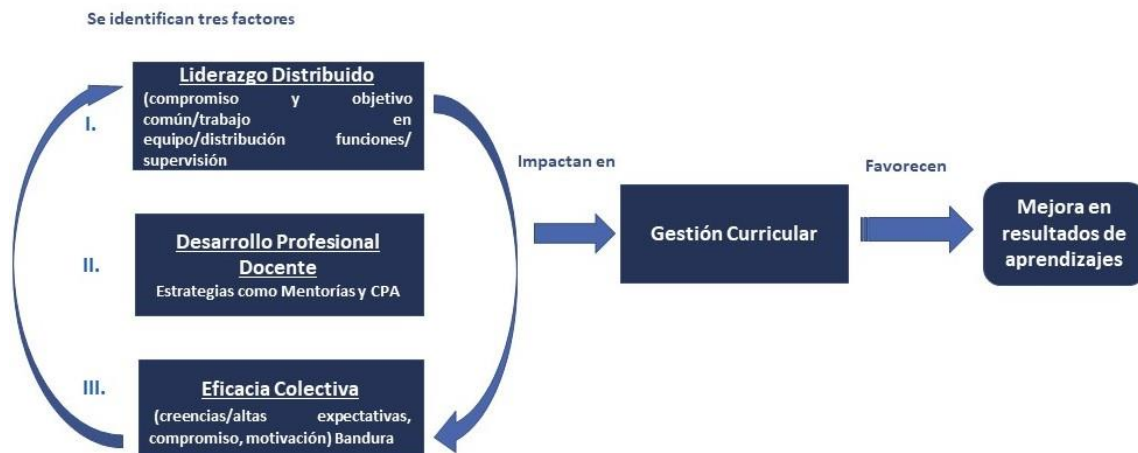 Se identifican tres factores
I.
Liderazgo Distribuido
(compromiso y objetivo
común/trabajo en
equipo/distribución funciones/
supervisión
II.
Desarrollo Profesional
Docente
Estrategias como Mentorías y CPA
III.
Eficacia Colectiva
(creencias/altas expectativas,
compromiso, motivación) Bandura
Impactan en
Gestión Curricular
Favorecen
Mejora en
resultados de
aprendizajes